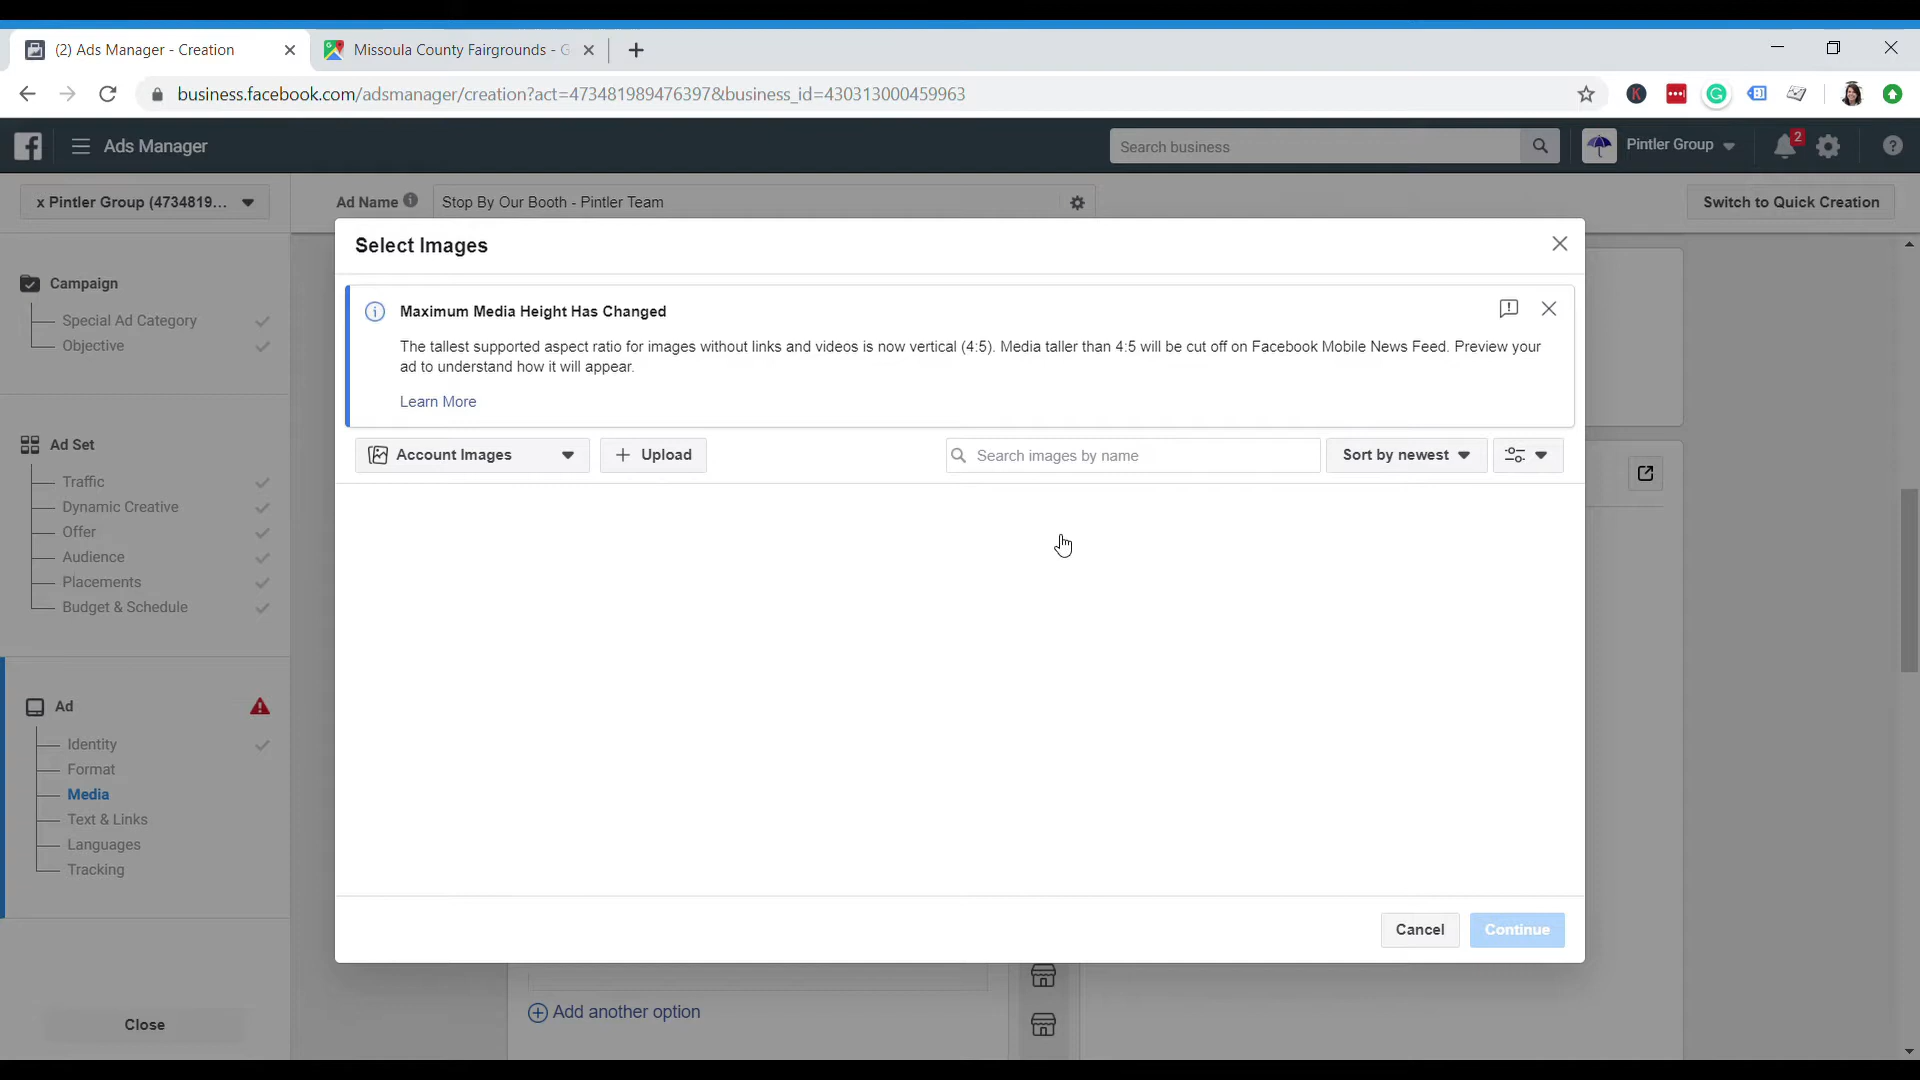 (2) Ads Manager - Creation
Missoula County Fairgrounds - G
business.facebook.com/adsmanager/creation?act=473481989476397&business_id=430313000459963
Ads Manager
Search business
Pintler Group
2
x Pintler Group (4734819...
Ad Name
Stop By Our Booth - Pintler Team
Switch to Quick Creation
Select Images
Campaign
Special Ad Category
Objective
Maximum Media Height Has Changed
The tallest supported aspect ratio for images without links and videos is now vertical (4:5). Media taller than 4:5 will be cut off on Facebook Mobile News Feed. Preview your
ad to understand how it will appear.
Learn More
Account Images
Upload
Search images by name
Sort by newest
Ad Set
Traffic
Dynamic Creative
Offer
Audience
Placements
Budget & Schedule
Ad
Identity
Format
Media
Text & Links
Languages
Tracking
Cancel
Continue
Add another option
Close